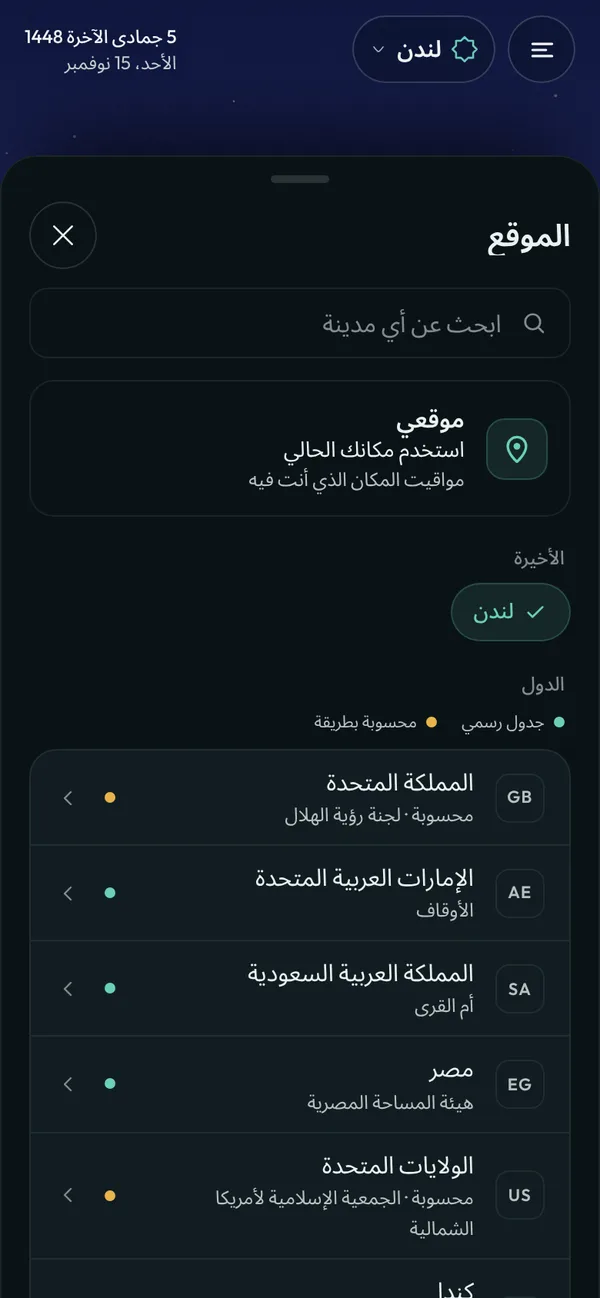 لندن
5 جمادى الآخرة 1448
الأحد، 15 نوفمبر
الموقع
ابحث عن أي مدينة
موقعي
استخدم مكانك الحالي
مواقيت المكان الذي أنت فيه
الأخيرة
لندن
الدول
جدول رسمي محسوبة بطريقة
GB المملكة المتحدة
محسوبة · لجنة رؤية الهلال
AE الإمارات العربية المتحدة
الأوقاف
SA المملكة العربية السعودية
أم القرى
EG مصر
هيئة المساحة المصرية
US الولايات المتحدة
محسوبة · الجمعية الإسلامية لأمريكا
الشمالية
كندا